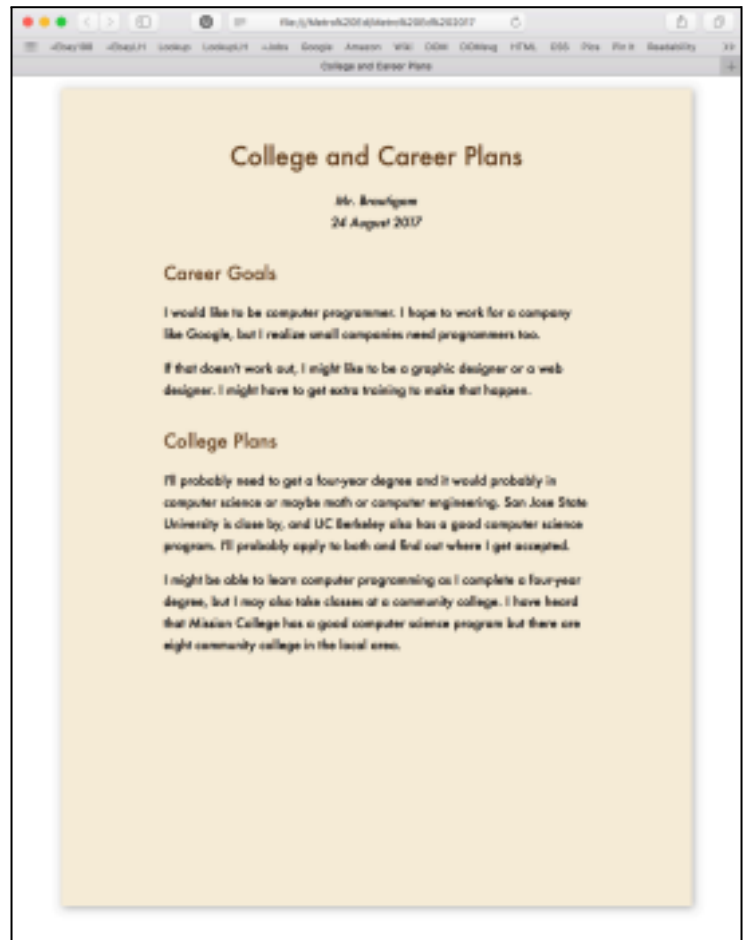 College and Career Plans
College and Career Plans
Mr. Brautigam
24 August 2017
Career Goals
I would like to be computer programmer. I hope to work for a company
like Google, but I realize small companies need programmers too.
If that doesn't work out, I might like to be a graphic designer or a web
designer. I might have to get extra training to make that happen.
College Plans
I'll probably need to get a four-year degree and it would probably in
computer science or maybe math or computer engineering. San Jose State
University is close by, and UC Berkeley also has a good computer science
program. I'll probably apply to both and find out where I get accepted.
I might be able to learn computer programming as I complete a four-year
degree, but I may also take classes at a community college. I have heard
that Mission College has a good computer science program but there are
eight community college in the local area.